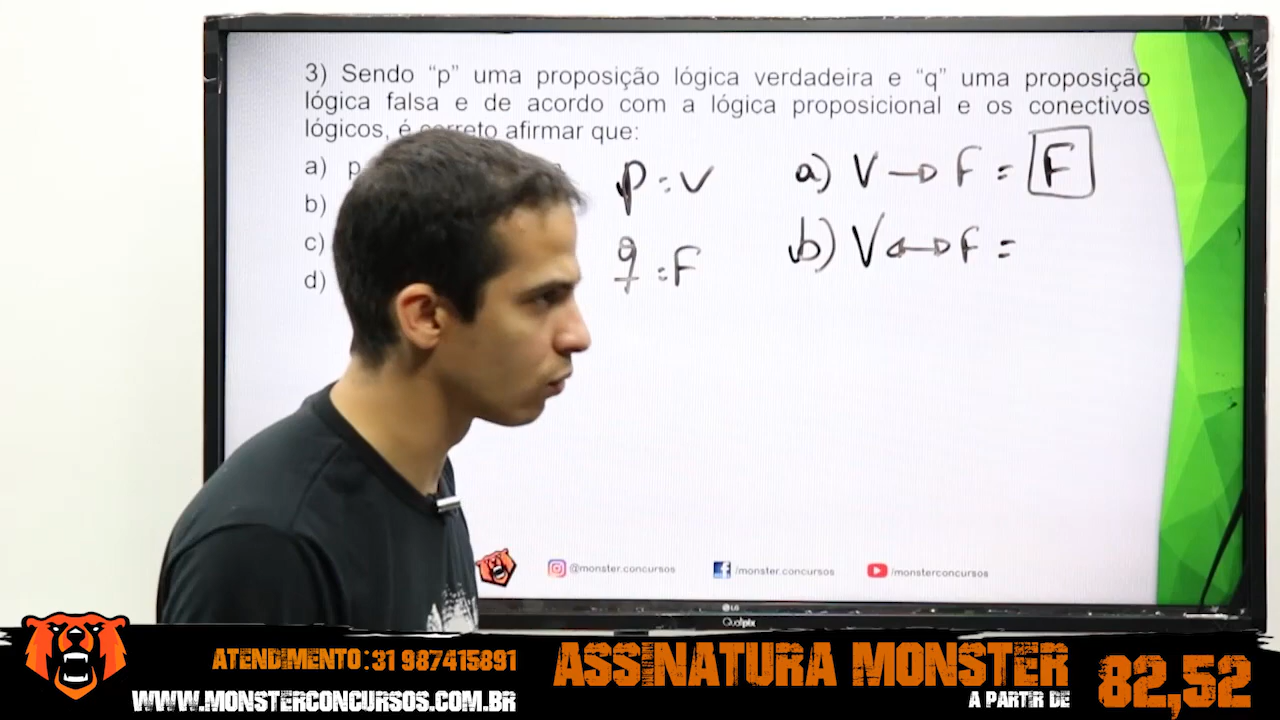 3) Sendo “p” uma proposição lógica verdadeira e “q” uma proposição
lógica falsa e de acordo com a lógica proposicional e os conectivos
lógicos, é correto afirmar que:
a) p
b)
c)
d)
p = V
q = F
a) V → F = F
b) V ↔ F =
@monster.concursos
/monster.concursos
/monsterconcursos
LG
Qualipix
ATENDIMENTO: 31 987415891
WWW.MONSTERCONCURSOS.COM.BR
ASSINATURA MONSTER
A PARTIR DE
82,52